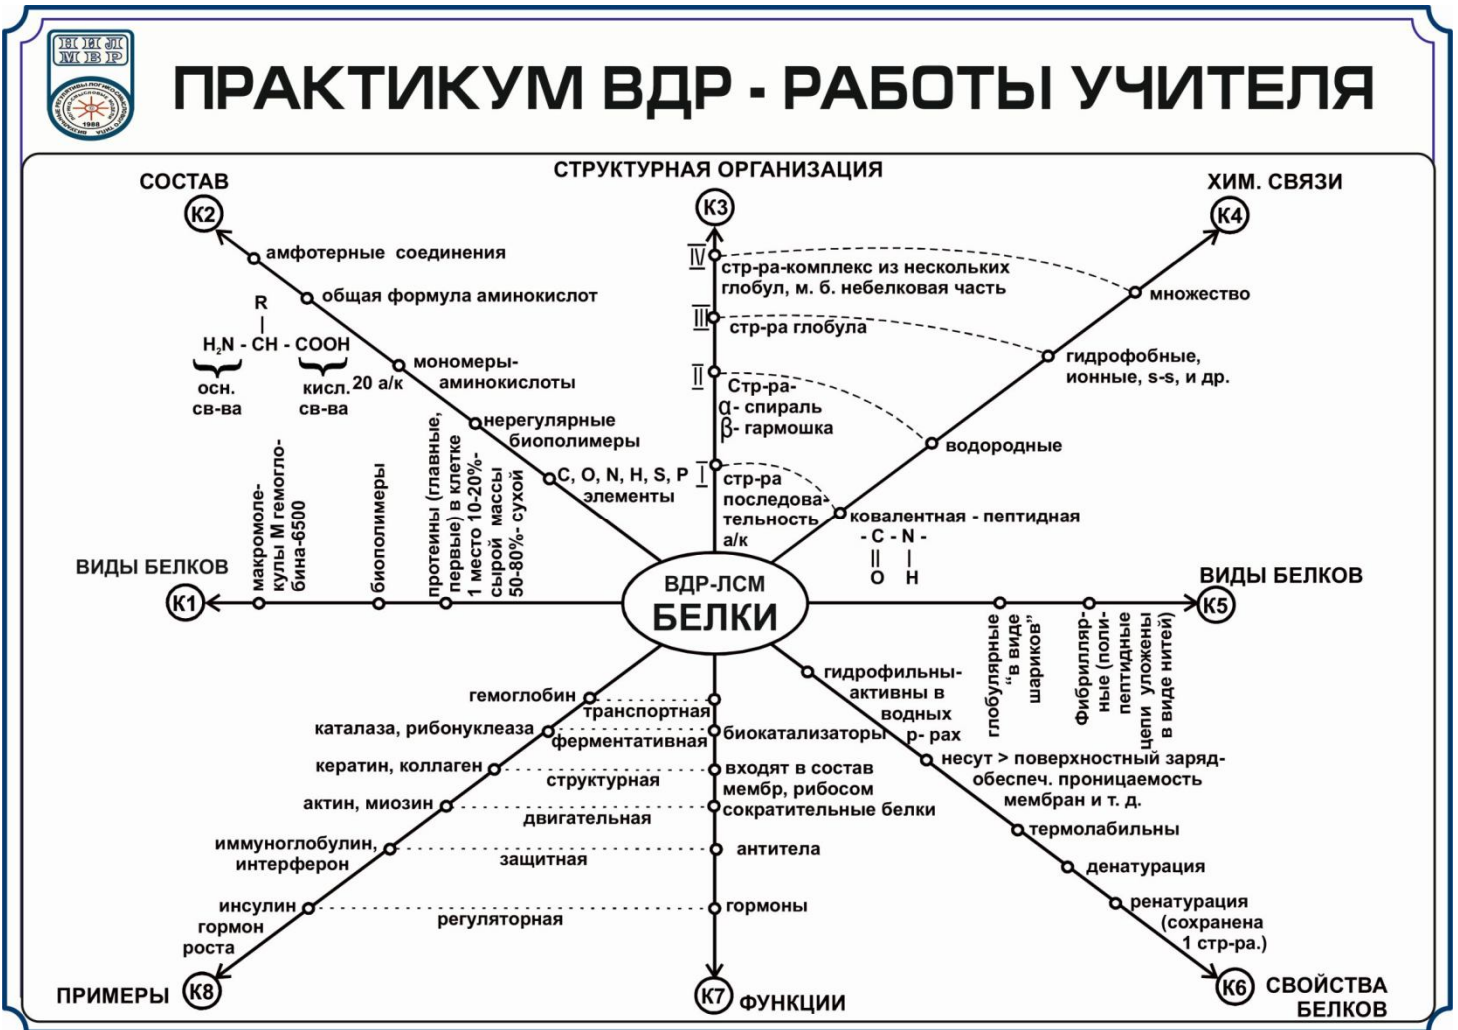 НИЛ
МВР
1988
ПРАКТИКУМ ВДР - РАБОТЫ УЧИТЕЛЯ
СОСТАВ
К2
амфотерные соединения
общая формула аминокислот
R
H2N - CH - COOH
осн.
св-ва
кисл.
св-ва
20 а/к
мономеры-
аминокислоты
нерегулярные
биополимеры
C, O, N, H, S, P
элементы
СТРУКТУРНАЯ ОРГАНИЗАЦИЯ
К3
IV
стр-ра-комплекс из нескольких
глобул, м. б. небелковая часть
III
стр-ра глобула
II
Стр-ра-
α- спираль
β- гармошка
I
стр-ра
последова-
тельность
а/к
ХИМ. СВЯЗИ
К4
множество
гидрофобные,
ионные, s-s, и др.
водородные
ковалентная - пептидная
- C - N -
O H
ВИДЫ БЕЛКОВ
К1
макромоле-
кулы М гемогло-
бина-6500
биополимеры
протеины (главные,
первые) в клетке
1 место 10-20%-
сырой массы
50-80%- сухой
ВДР-ЛСМ
БЕЛКИ
ВИДЫ БЕЛКОВ
К5
глобулярные
“в виде
шариков”
Фибрилляр-
ные (поли-
пептидные
цепи уложены
в виде нитей)
гидрофильны-
активны в
водных
р- рах
несут > поверхностный заряд-
обеспеч. проницаемость
мембран и т. д.
термолабильны
денатурация
ренатурация
(сохранена
1 стр-ра.)
К6
СВОЙСТВА
БЕЛКОВ
гемоглобин
транспортная
каталаза, рибонуклеаза
ферментативная
биокатализаторы
кератин, коллаген
структурная
входят в состав
мембр, рибосом
актин, миозин
двигательная
сократительные белки
иммуноглобулин,
интерферон
защитная
антитела
инсулин
гормон
роста
регуляторная
гормоны
ПРИМЕРЫ
К8
К7
ФУНКЦИИ